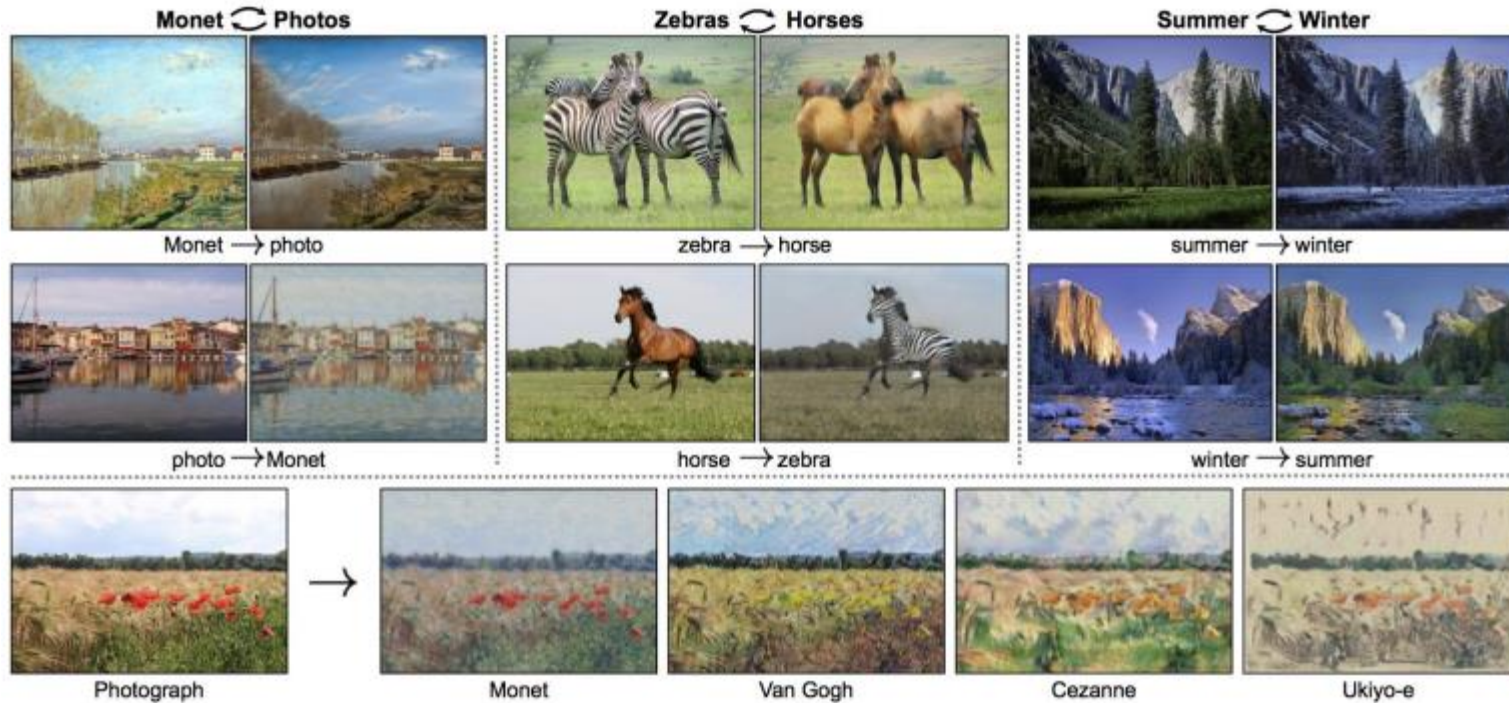 Monet ⇄ Photos
Zebras ⇄ Horses
Summer ⇄ Winter
Monet → photo
zebra → horse
summer → winter
photo → Monet
horse → zebra
winter → summer
Photograph
Monet
Van Gogh
Cezanne
Ukiyo-e